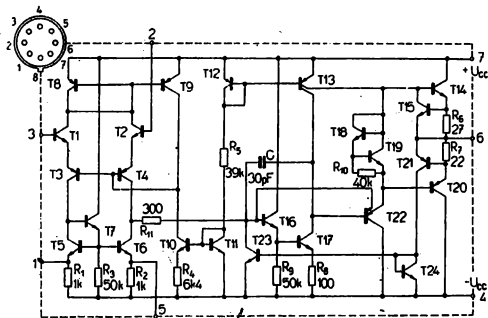 4
3
5
2
6
1
8
7
2
7
+ Ucc
T8
T9
T12
T13
T14
T15
R6
27
3
T1
T2
T18
T19
6
R5
39k
C
30pF
R7
22
T3
T4
R10
40k
T21
T20
300
R11
T7
T16
T22
T5
T6
T10
T11
T23
T17
1
T24
R1
1k
R3
50k
R2
1k
R4
6k4
R9
50k
R8
100
-Ucc
4
5